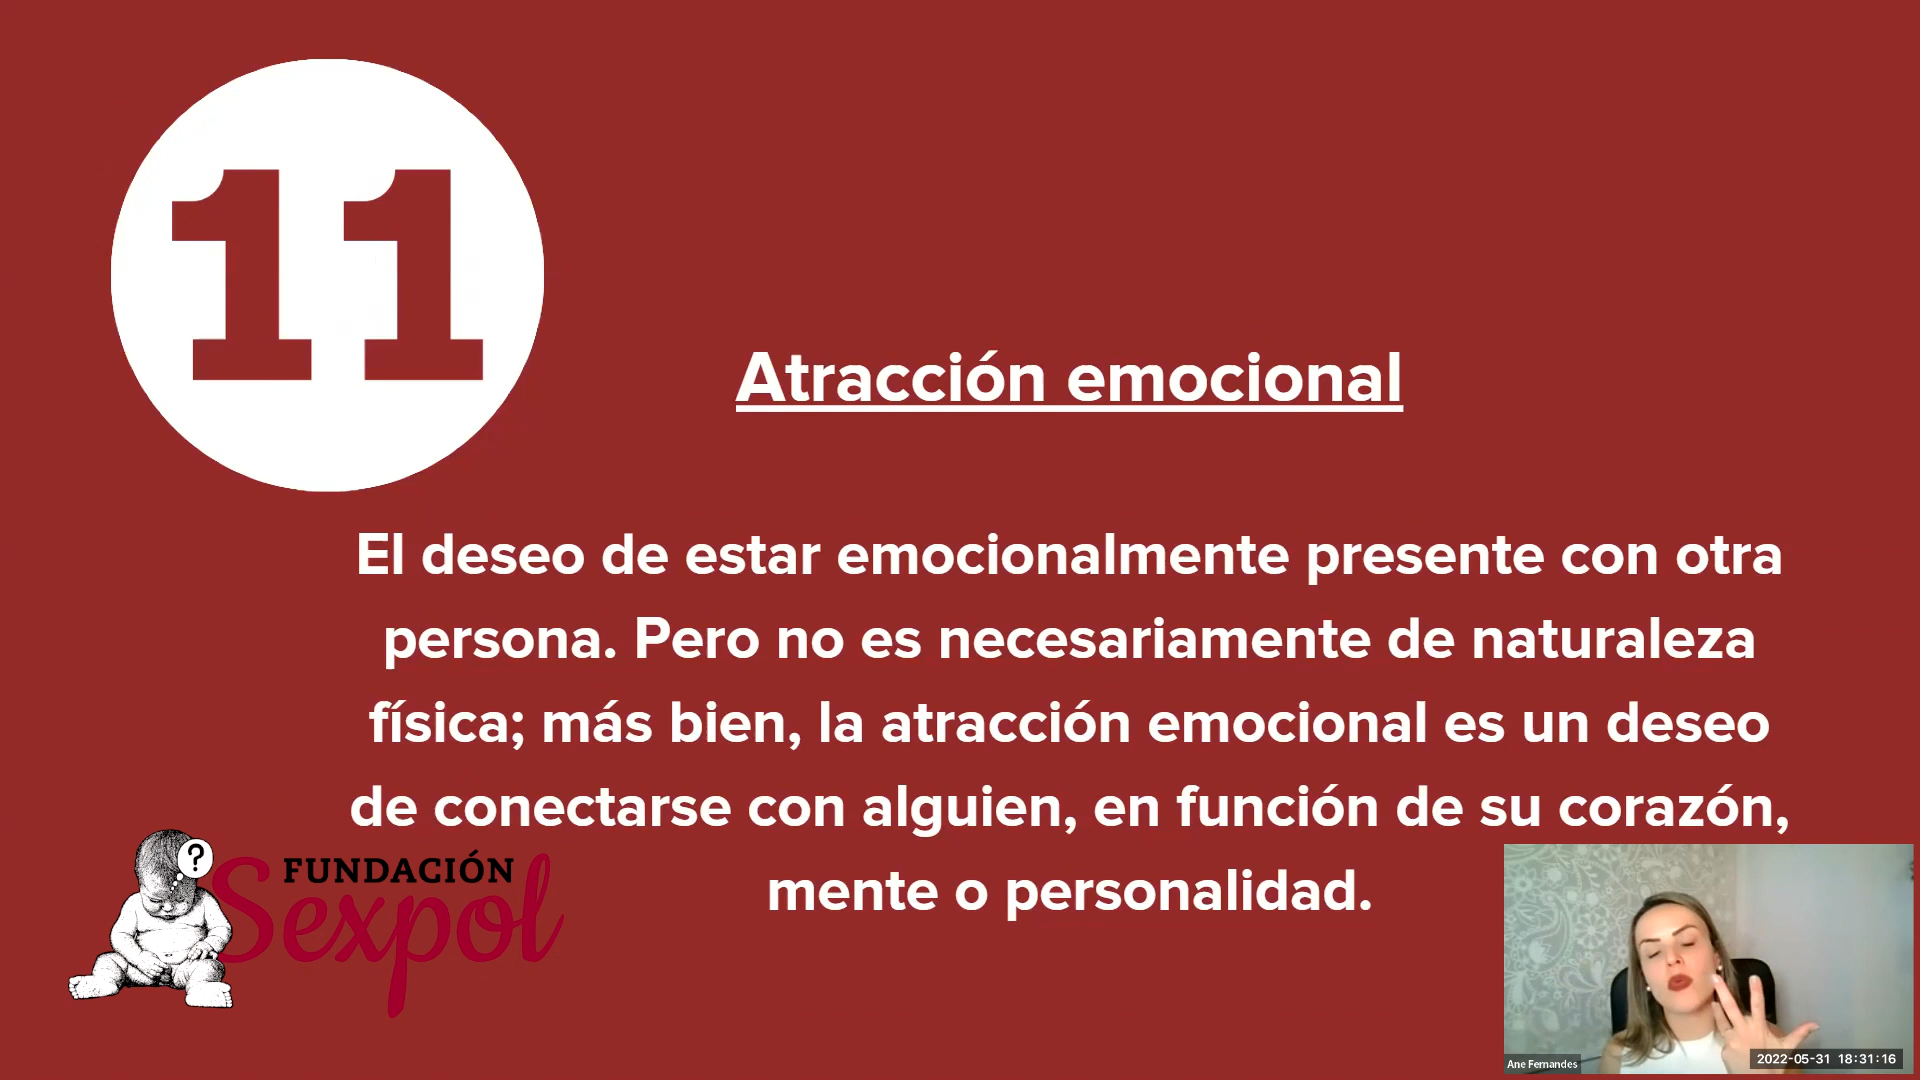 11
Atracción emocional
El deseo de estar emocionalmente presente con otra
persona. Pero no es necesariamente de naturaleza
física; más bien, la atracción emocional es un deseo
de conectarse con alguien, en función de su corazón,
mente o personalidad.
?
FUNDACIÓN
Sexpol
Ane Fernandes
2022-05-31 18:31:16